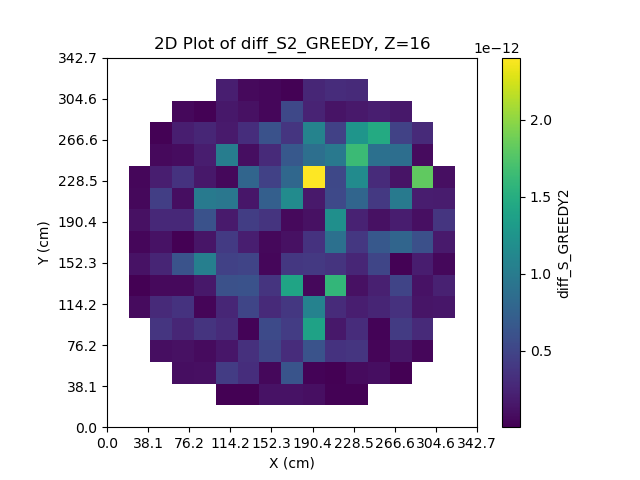 2D Plot of diff_S2_GREEDY, Z=16
1e−12
342.7
304.6
266.6
228.5
190.4
152.3
114.2
76.2
38.1
0.0
Y (cm)
0.0 38.1 76.2 114.2 152.3 190.4 228.5 266.6 304.6 342.7
X (cm)
2.0
1.5
1.0
0.5
diff_S_GREEDY2